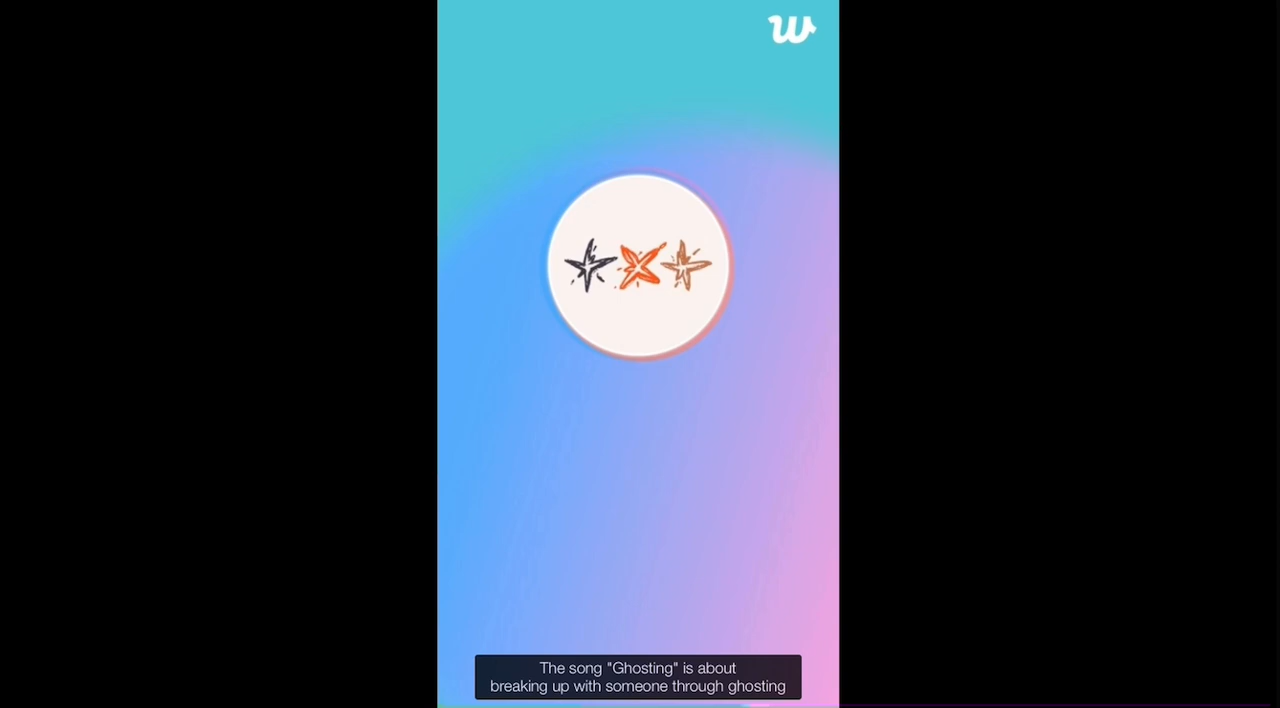 w
The song "Ghosting" is about
breaking up with someone through ghosting